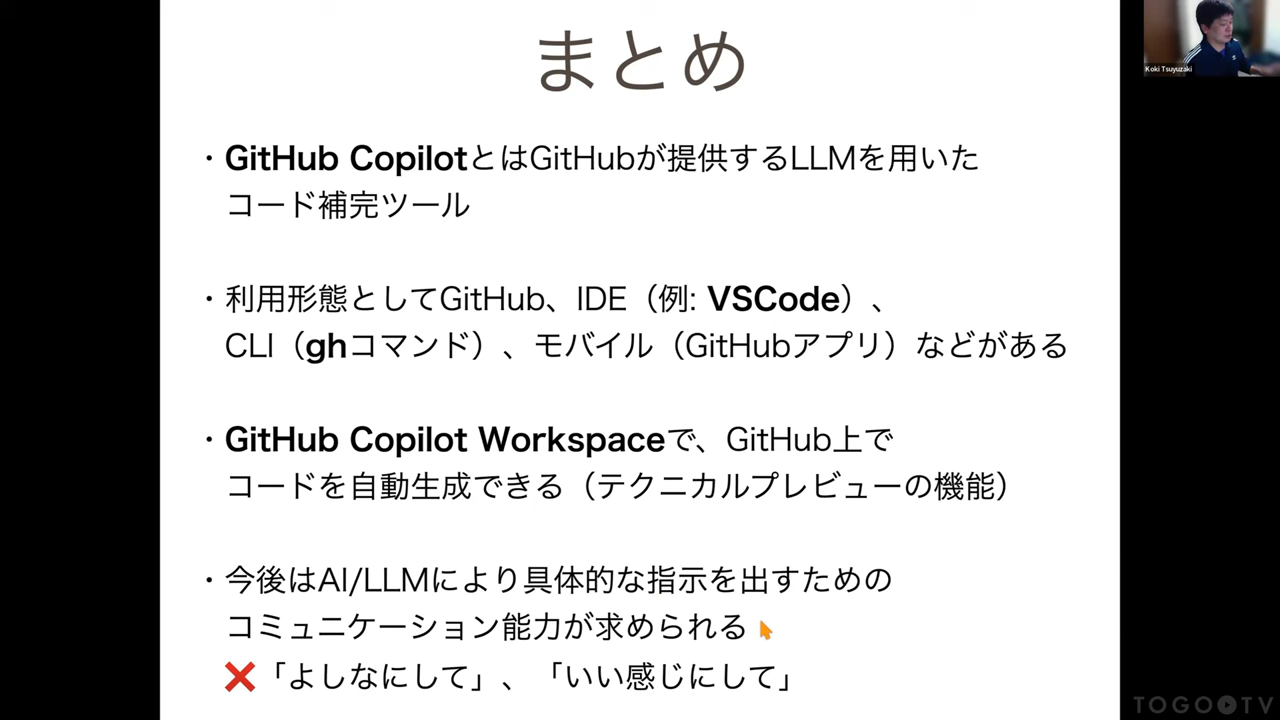 まとめ
・GitHub CopilotとはGitHubが提供するLLMを用いた
コード補完ツール
・利用形態としてGitHub、IDE（例: VSCode）、
CLI（ghコマンド）、モバイル（GitHubアプリ）などがある
・GitHub Copilot Workspaceで、GitHub上で
コードを自動生成できる（テクニカルプレビューの機能）
・今後はAI/LLMにより具体的な指示を出すための
コミュニケーション能力が求められる
❌「よしなにして」、「いい感じにして」
Koki Tsuyuzaki
TOGOTV